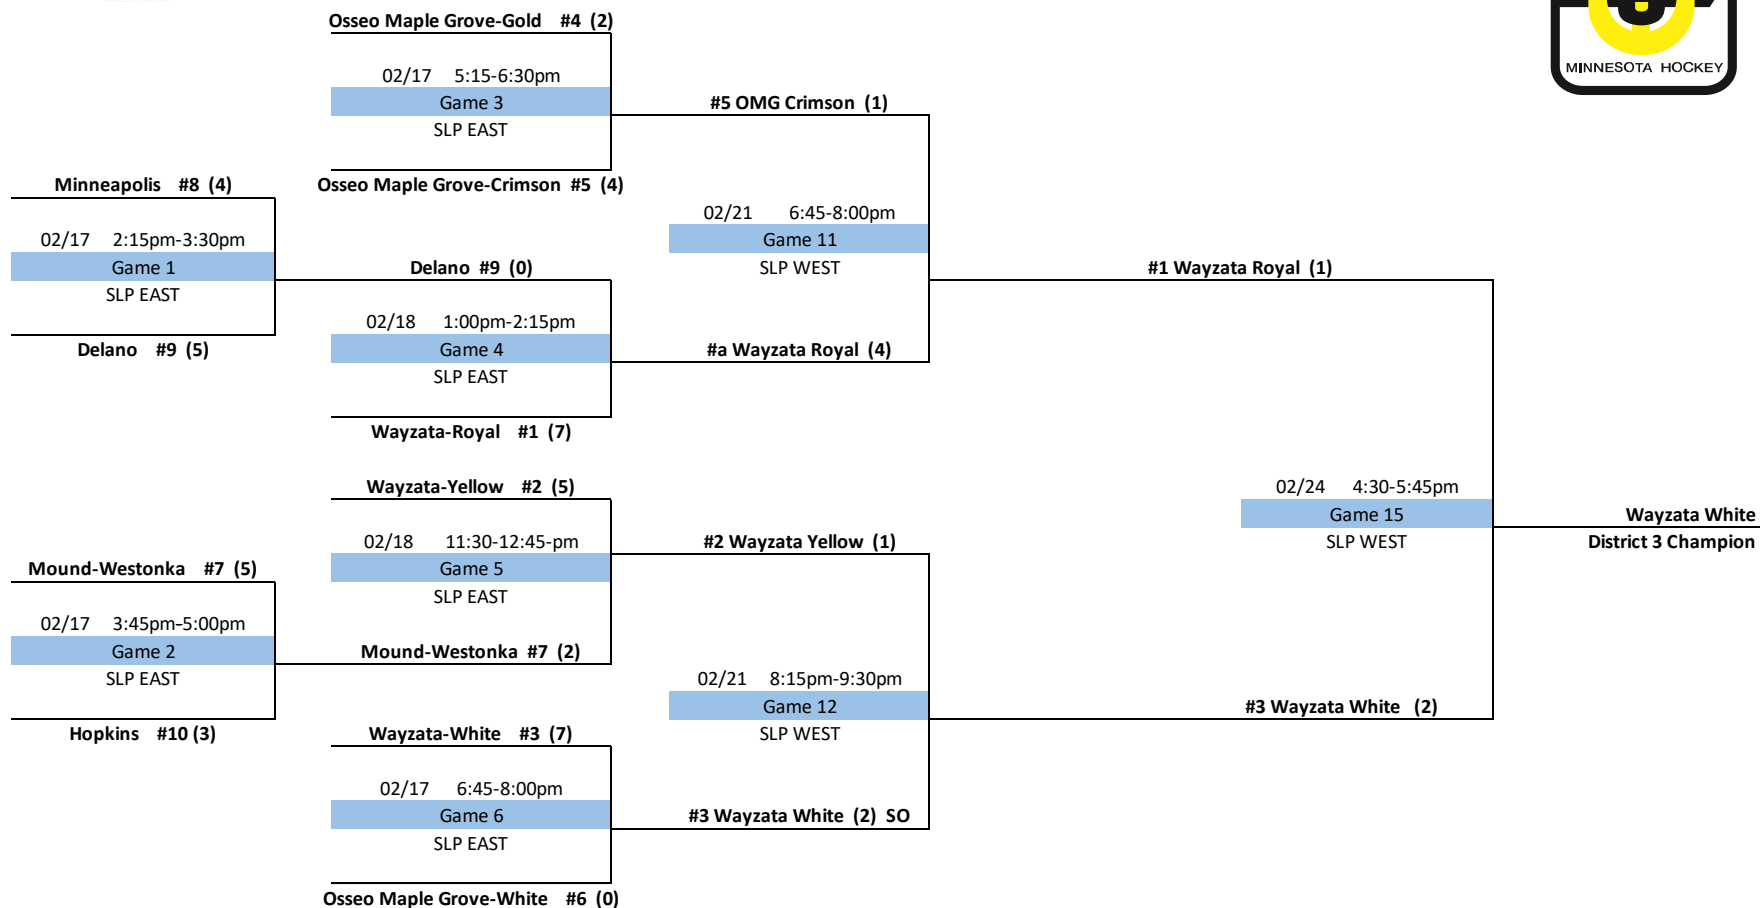 Osseo Maple Grove-Gold #4 (2)
02/17 5:15-6:30pm
Game 3
SLP EAST
Osseo Maple Grove-Crimson #5 (4)
Minneapolis #8 (4)
02/17 2:15pm-3:30pm
Game 1
SLP EAST
Delano #9 (5)
Delano #9 (0)
02/18 1:00pm-2:15pm
Game 4
SLP EAST
Wayzata-Royal #1 (7)
Wayzata-Yellow #2 (5)
02/18 11:30-12:45-pm
Game 5
SLP EAST
Mound-Westonka #7 (2)
Mound-Westonka #7 (5)
02/17 3:45pm-5:00pm
Game 2
SLP EAST
Hopkins #10 (3)
Wayzata-White #3 (7)
02/17 6:45-8:00pm
Game 6
SLP EAST
Osseo Maple Grove-White #6 (0)
#5 OMG Crimson (1)
02/21 6:45-8:00pm
Game 11
SLP WEST
#a Wayzata Royal (4)
#2 Wayzata Yellow (1)
02/21 8:15pm-9:30pm
Game 12
SLP WEST
#3 Wayzata White (2) SO
#1 Wayzata Royal (1)
02/24 4:30-5:45pm
Game 15
SLP WEST
#3 Wayzata White (2)
Wayzata White
District 3 Champion
MINNESOTA HOCKEY